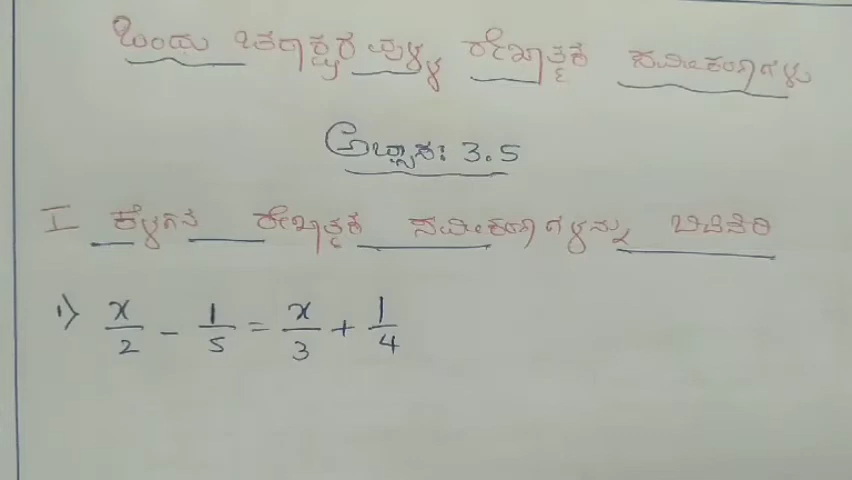 ಒಂದು ಚರಾಕ್ಷರವುಳ್ಳ ರೇಖಾತ್ಮಕ ಸಮೀಕರಣಗಳು
ಅಭ್ಯಾಸ: 3.5
I ಕೆಳಗಿನ ರೇಖಾತ್ಮಕ ಸಮೀಕರಣಗಳನ್ನು ಬಿಡಿಸಿರಿ
1) x/2 - 1/5 = x/3 + 1/4